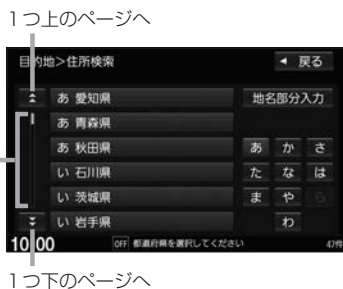 1つ上のページへ
目的地>住所検索
戻る
あ 愛知県
地名部分入力
あ 青森県
あ 秋田県
あ か さ
い 石川県
た な は
い 茨城県
ま や ら
い 岩手県
わ
10:00
OFF 都道府県を選択してください
47件
1つ下のページへ